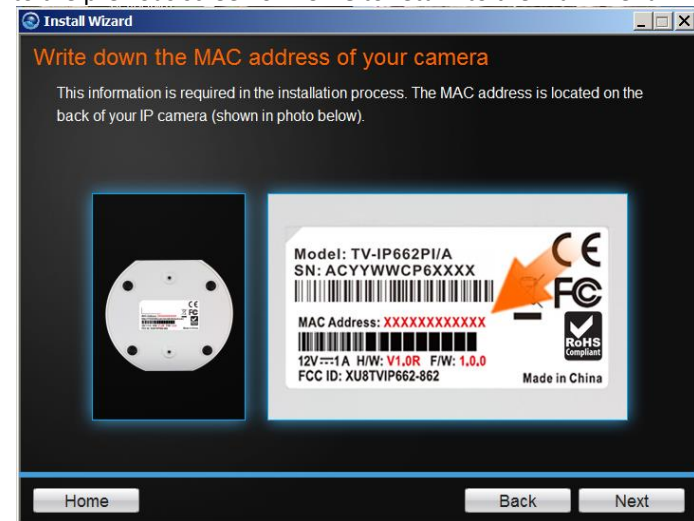 Install Wizard
Write down the MAC address of your camera
This information is required in the installation process. The MAC address is located on the
back of your IP camera (shown in photo below).
Model: TV-IP662PI/A
SN: ACYYWWCP6XXXX
MAC Address: XXXXXXXXXXXX
12V⎓1A H/W: V1.0R F/W: 1.0.0
FCC ID: XU8TVIP662-862
CE
FC
RoHS
Compliant
Made in China
Home
Back
Next